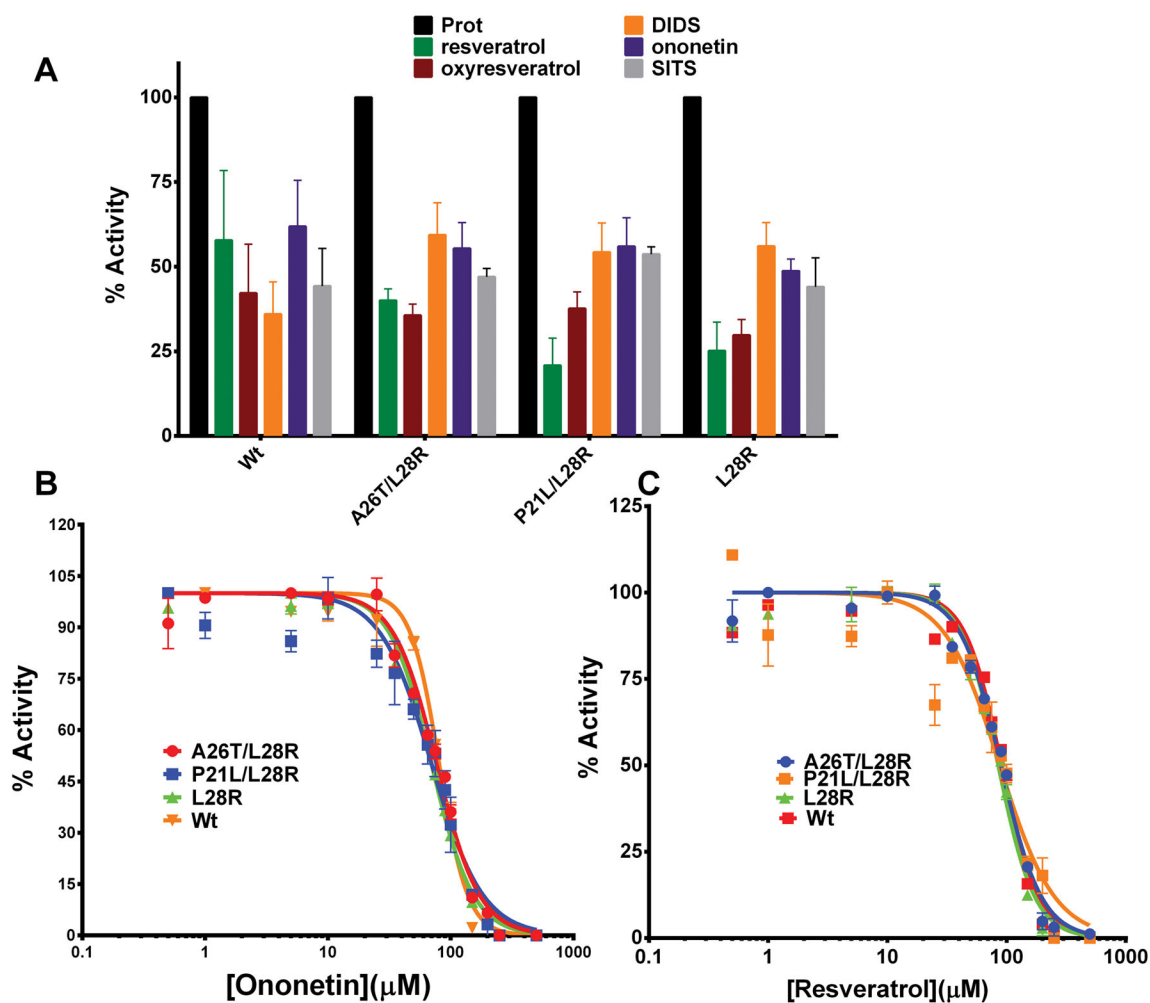 Prot
resveratrol
oxyresveratrol
DIDS
ononetin
SITS
A
100
75
50
25
0
% Activity
Wt
A26T/L28R
P21L/L28R
L28R
B
120
105
90
75
60
45
30
15
0
% Activity
A26T/L28R
P21L/L28R
L28R
Wt
0.1 1 10 100 1000
[Ononetin](μM)
C
125
100
75
50
25
0
% Activity
A26T/L28R
P21L/L28R
L28R
Wt
0.1 1 10 100 1000
[Resveratrol](μM)